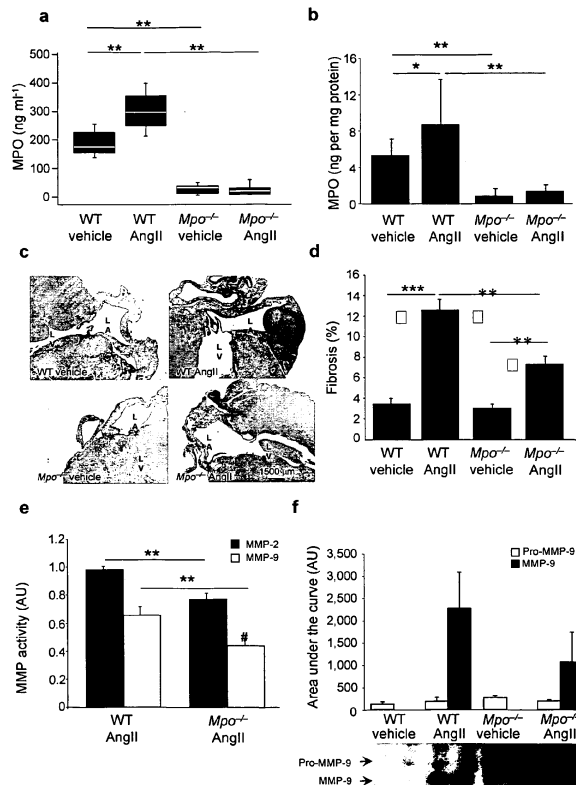 a
**
**
**
MPO (ng ml-1)
500
400
300
200
100
0
WT vehicle
WT AngII
Mpo–/– vehicle
Mpo–/– AngII
b
**
*
**
MPO (ng per mg protein)
16
12
8
4
0
WT vehicle
WT AngII
Mpo–/– vehicle
Mpo–/– AngII
c
L
L A
WT vehicle
L
L V
WT AngII
L A
L V
Mpo–/– vehicle
L A
L V
Mpo–/– AngII
1500 µm
d
***
**
**
Fibrosis (%)
16
14
12
10
8
6
4
2
0
WT vehicle
WT AngII
Mpo–/– vehicle
Mpo–/– AngII
e
MMP-2
MMP-9
**
**
#
MMP activity (AU)
1.2
1.0
0.8
0.6
0.4
0.2
0
WT AngII
Mpo–/– AngII
f
Pro-MMP-9
MMP-9
Area under the curve (AU)
3,500
3,000
2,500
2,000
1,500
1,000
500
0
WT vehicle
WT AngII
Mpo–/– vehicle
Mpo–/– AngII
Pro-MMP-9
MMP-9